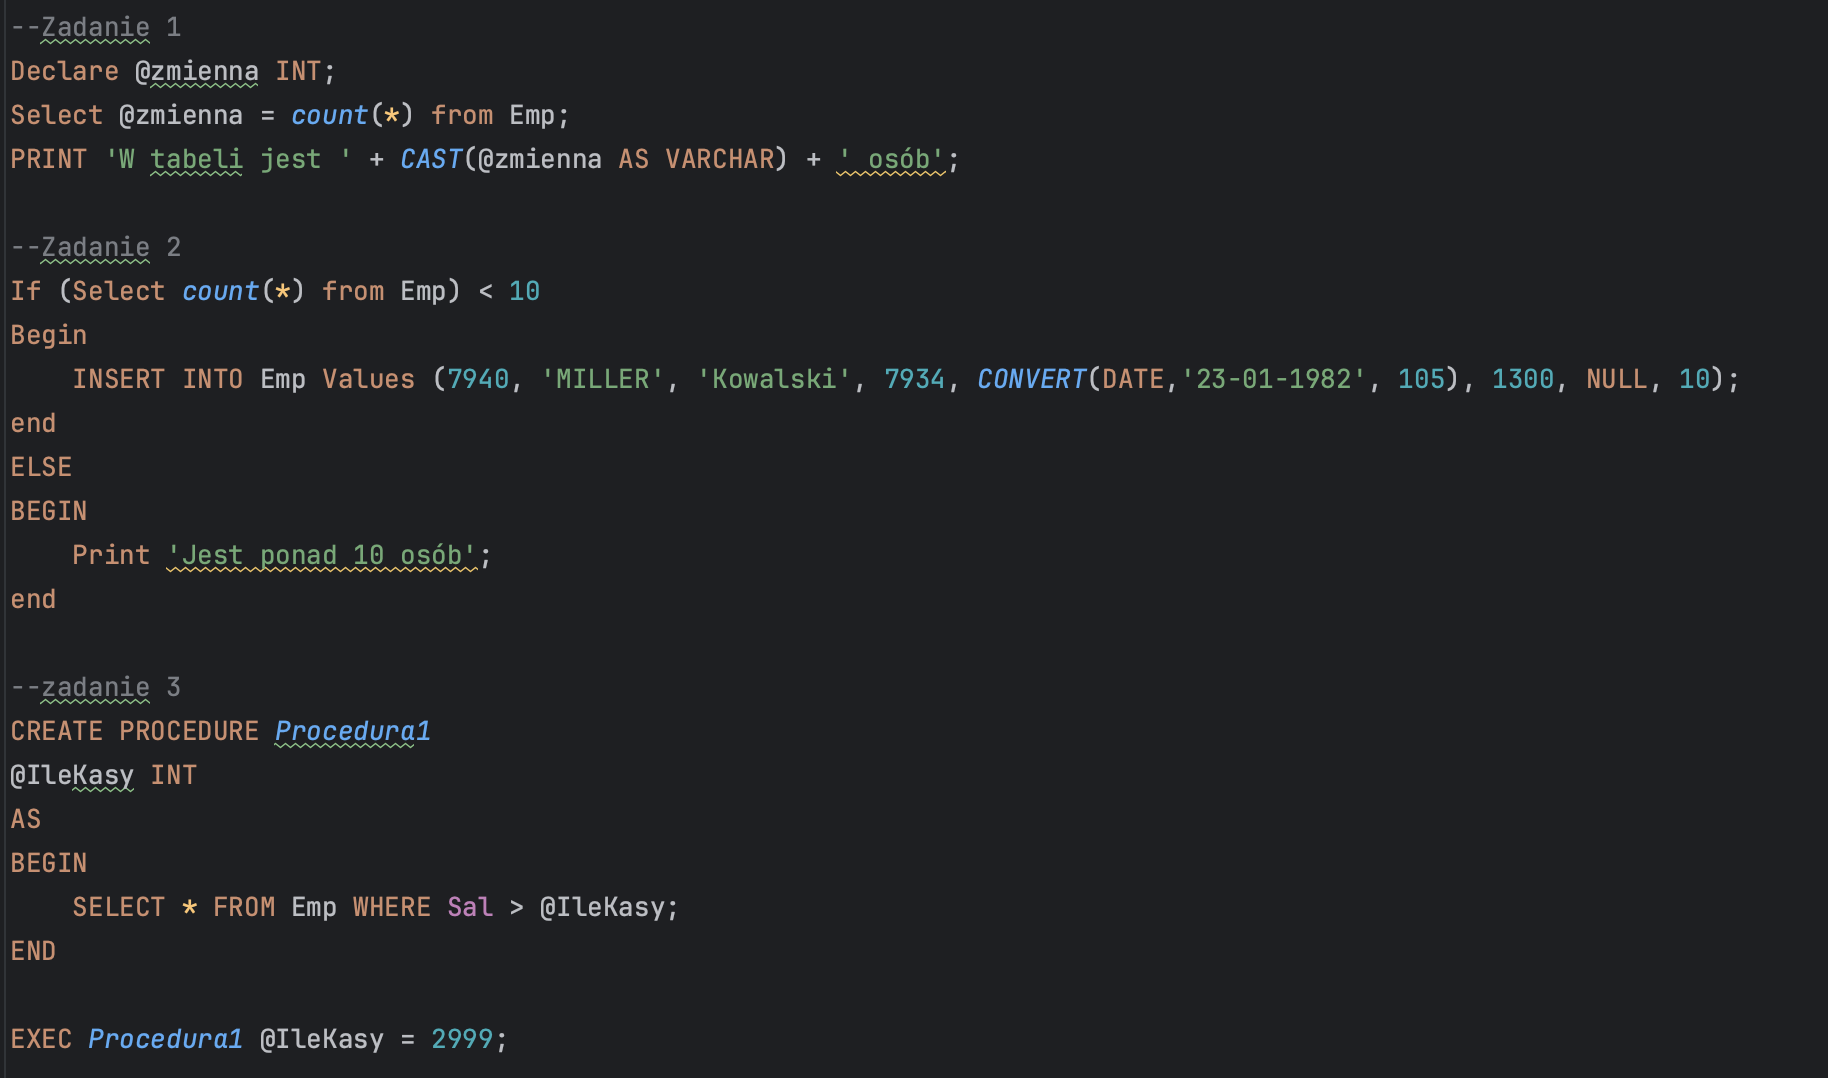 --Zadanie 1
Declare @zmienna INT;
Select @zmienna = count(*) from Emp;
PRINT 'W tabeli jest ' + CAST(@zmienna AS VARCHAR) + ' osób';
--Zadanie 2
If (Select count(*) from Emp) < 10
Begin
    INSERT INTO Emp Values (7940, 'MILLER', 'Kowalski', 7934, CONVERT(DATE,'23-01-1982', 105), 1300, NULL, 10);
end
ELSE
BEGIN
    Print 'Jest ponad 10 osób';
end
--zadanie 3
CREATE PROCEDURE Procedura1
@IleKasy INT
AS
BEGIN
    SELECT * FROM Emp WHERE Sal > @IleKasy;
END
EXEC Procedura1 @IleKasy = 2999;